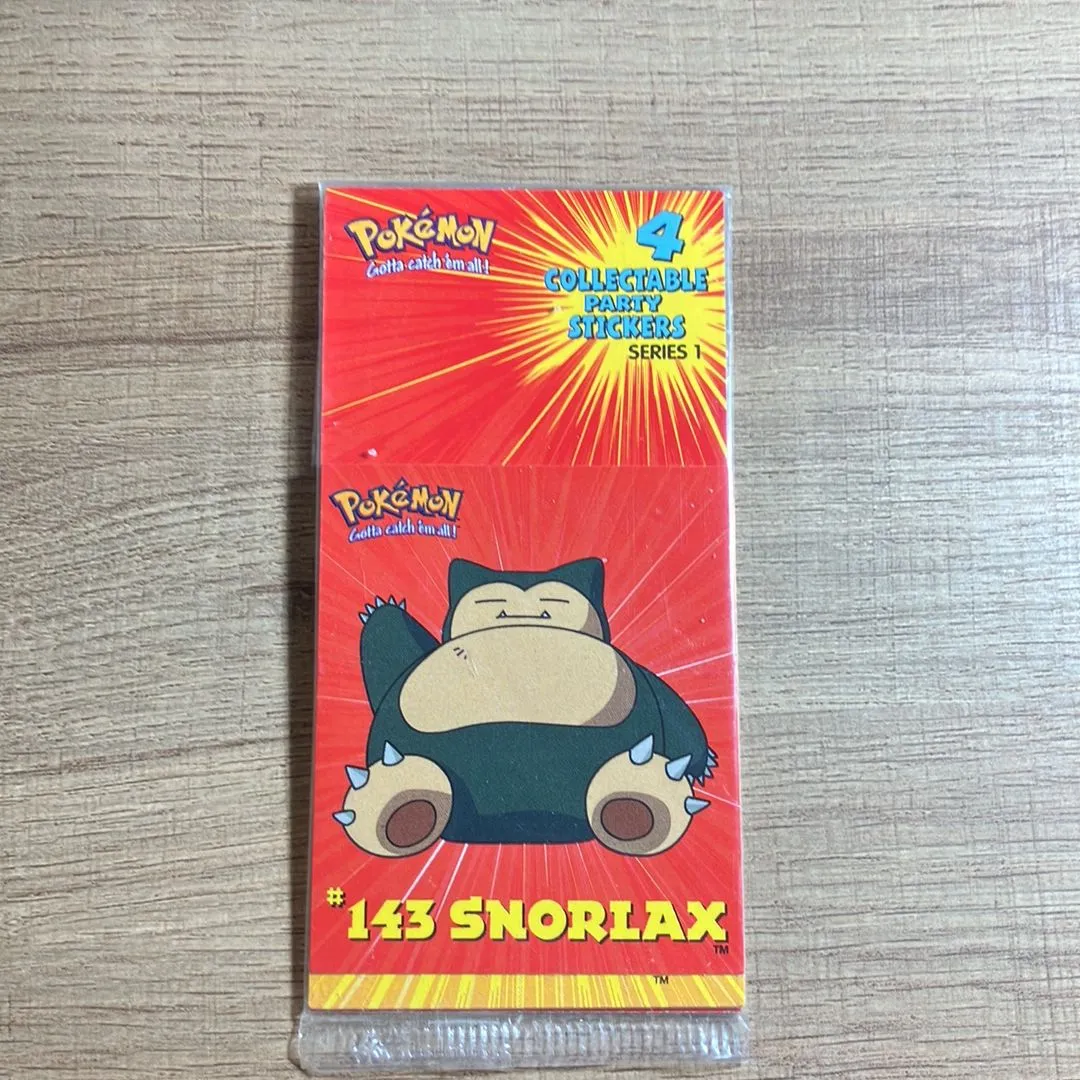 POKéMON
Gotta catch 'em all!
4
COLLECTABLE
PARTY
STICKERS
SERIES 1
POKéMON
Gotta catch 'em all!
#143 SNORLAX
TM
TM